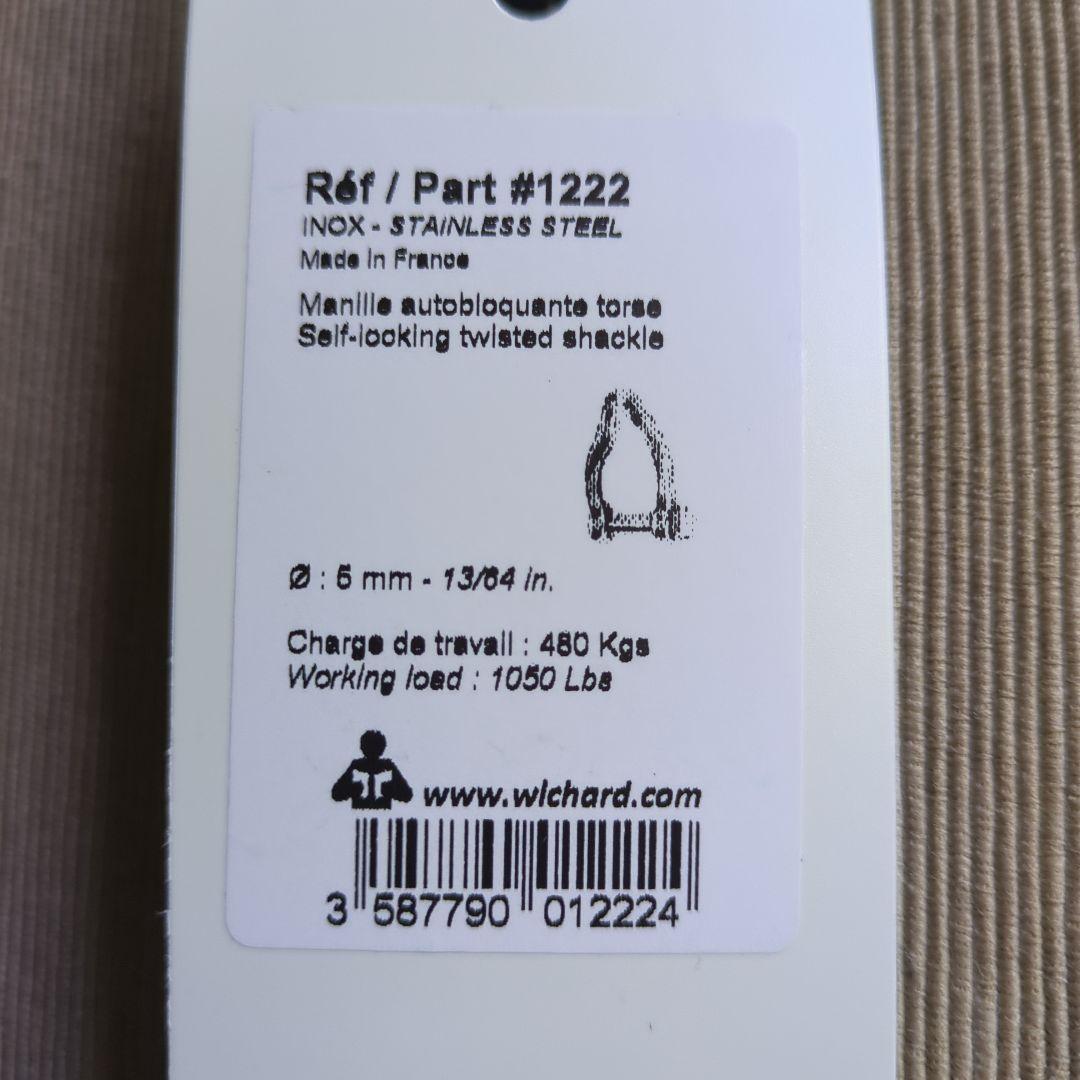 Réf / Part #1222
INOX - STAINLESS STEEL
Made in France
Manille autobloquante torse
Self-locking twisted shackle
Ø : 5 mm - 13/64 in.
Charge de travail : 480 Kgs
Working load : 1050 Lbs
www.wichard.com
3 587790 012224